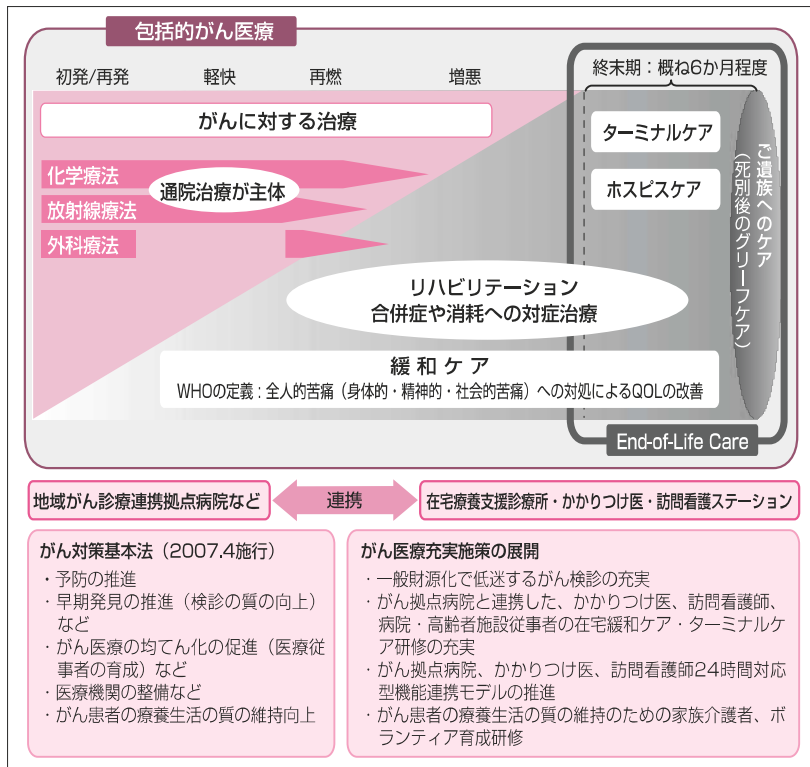 包括的がん医療
初発/再発
軽快
再燃
増悪
終末期：概ね6か月程度
がんに対する治療
ターミナルケア
化学療法
通院治療が主体
放射線療法
ホスピスケア
外科療法
ご遺族へのケア
（死別後のグリーフケア）
リハビリテーション
合併症や消耗への対症治療
緩和ケア
WHOの定義：全人的苦痛（身体的・精神的・社会的苦痛）への対処によるQOLの改善
End-of-Life Care
地域がん診療連携拠点病院など
連携
在宅療養支援診療所・かかりつけ医・訪問看護ステーション
がん対策基本法（2007.4施行）
・予防の推進
・早期発見の推進（検診の質の向上）
など
・がん医療の均てん化の促進（医療従
事者の育成）など
・医療機関の整備など
・がん患者の療養生活の質の維持向上
がん医療充実施策の展開
・一般財源化で低迷するがん検診の充実
・がん拠点病院と連携した、かかりつけ医、訪問看護師、
病院・高齢者施設従事者の在宅緩和ケア・ターミナルケ
ア研修の充実
・がん拠点病院、かかりつけ医、訪問看護師24時間対応
型機能連携モデルの推進
・がん患者の療養生活の質の維持のための家族介護者、ボ
ランティア育成研修